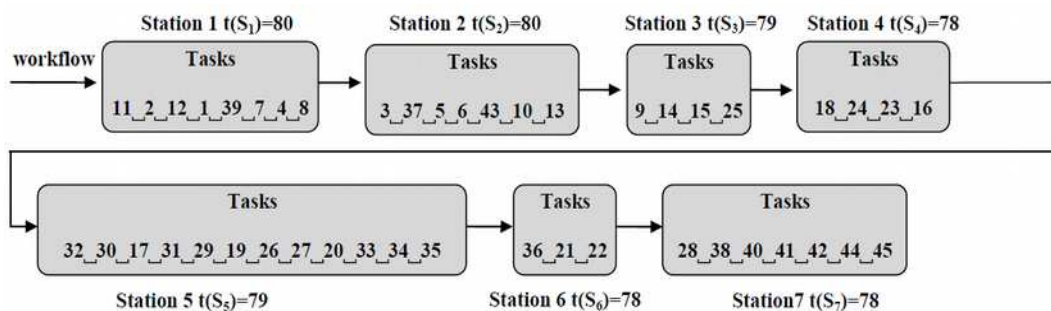 Station 1 t(S₁)=80 Station 2 t(S₂)=80 Station 3 t(S₃)=79 Station 4 t(S₄)=78
workflow
Tasks Tasks Tasks Tasks
11_2_12_1_39_7_4_8 3_37_5_6_43_10_13 9_14_15_25 18_24_23_16
Tasks Tasks Tasks
32_30_17_31_29_19_26_27_20_33_34_35 36_21_22 28_38_40_41_42_44_45
Station 5 t(S₅)=79 Station 6 t(S₆)=78 Station7 t(S₇)=78